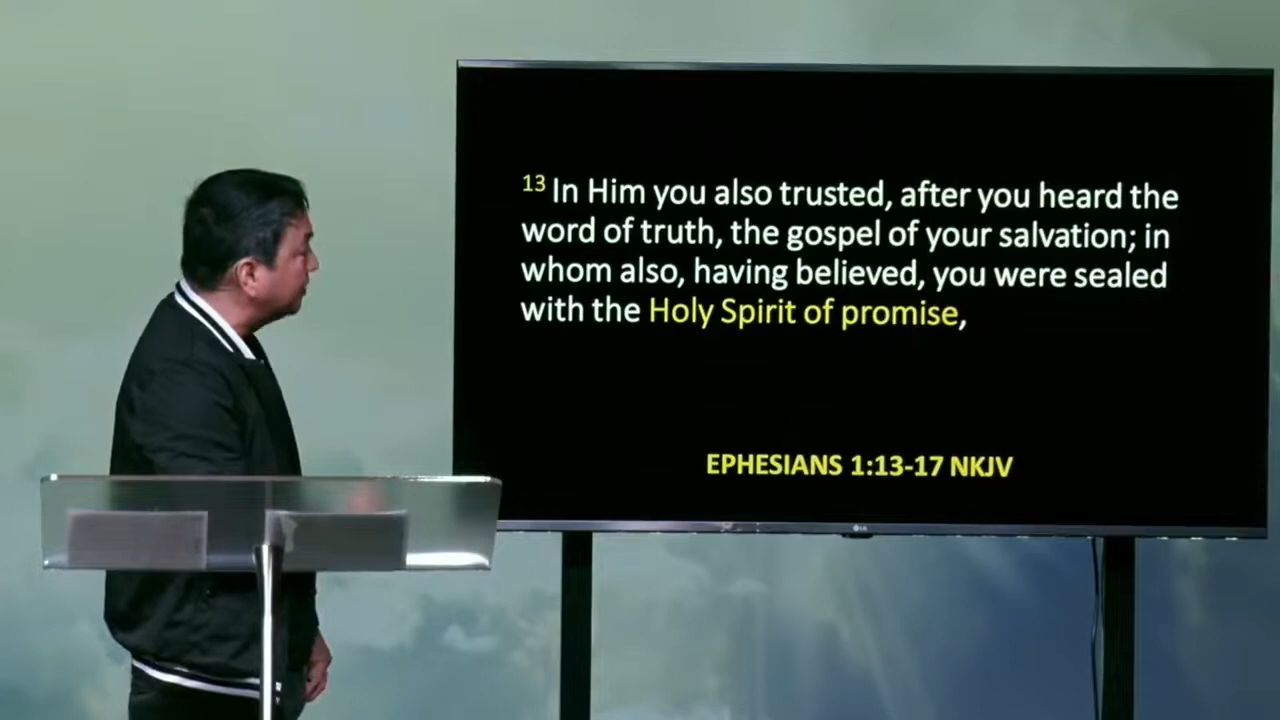 13 In Him you also trusted, after you heard the
word of truth, the gospel of your salvation; in
whom also, having believed, you were sealed
with the Holy Spirit of promise,
EPHESIANS 1:13-17 NKJV
LG